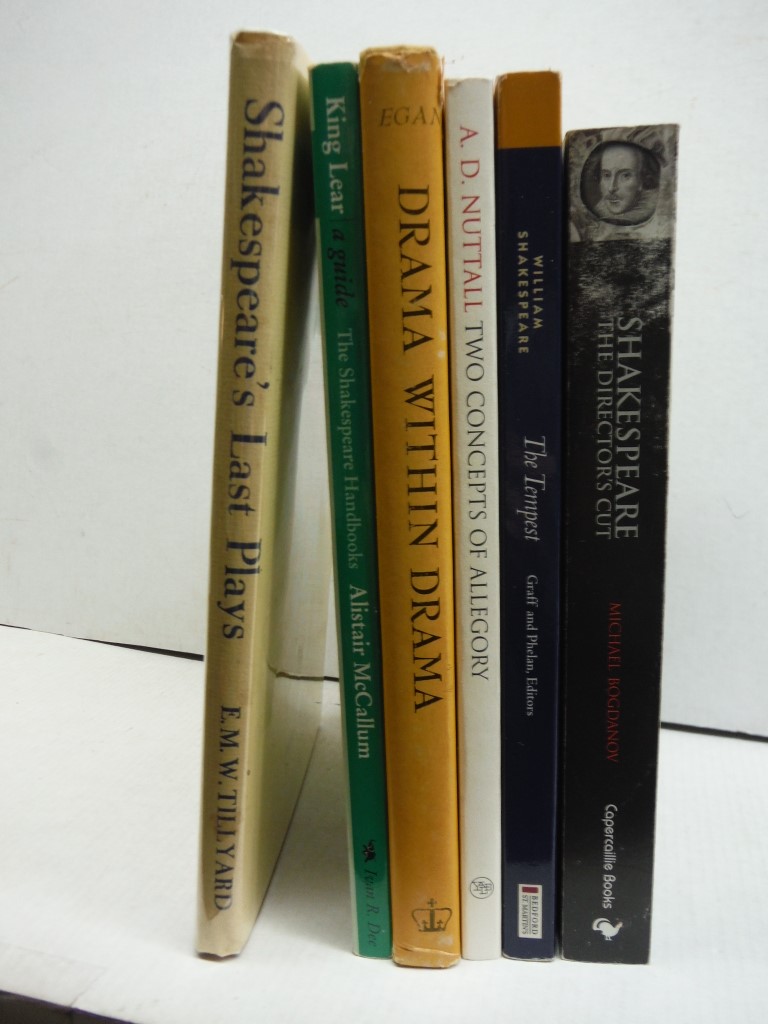 Shakespeare's Last Plays E.M.W. TILLYARD
King Lear a guide The Shakespeare Handbooks Alistair McCallum Ivan R. Dee
EGAN
DRAMA WITHIN DRAMA
A. D. NUTTALL TWO CONCEPTS OF ALLEGORY
WILLIAM
SHAKESPEARE
The Tempest
Graff and Phelan, Editors
BEDFORD
ST. MARTIN'S
SHAKESPEARE
THE DIRECTOR'S CUT
MICHAEL BOGDANOV
Capercaillie Books